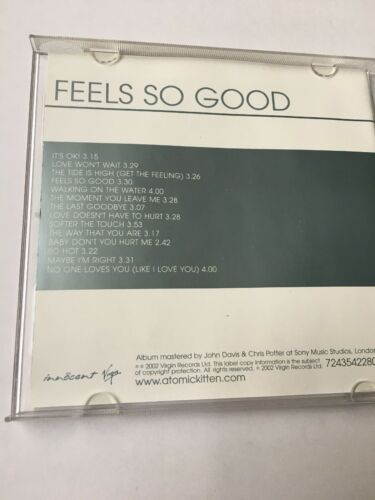 FEELS SO GOOD
IT'S OK! 3.15
LOVE WON'T WAIT 3.29
THE TIDE IS HIGH (GET THE FEELING) 3.26
FEELS SO GOOD 3.30
WALKING ON THE WATER 4.00
THE MOMENT YOU LEAVE ME 3.28
THE LAST GOODBYE 3.07
LOVE DOESN'T HAVE TO HURT 3.28
SOFTER THE TOUCH 3.53
THE WAY THAT YOU ARE 3.17
BABY DON'T YOU HURT ME 2.42
SO HOT 3.22
MAYBE I'M RIGHT 3.31
NO ONE LOVES YOU (LIKE I LOVE YOU) 4.00
Album mastered by John Davis & Chris Potter at Sony Music Studios, London
℗ © 2002 Virgin Records Ltd. This label copy information is the subject
of copyright protection. All rights reserved. © 2002 Virgin Records Ltd.
7243542280
www.atomickitten.com
innocent Virgin